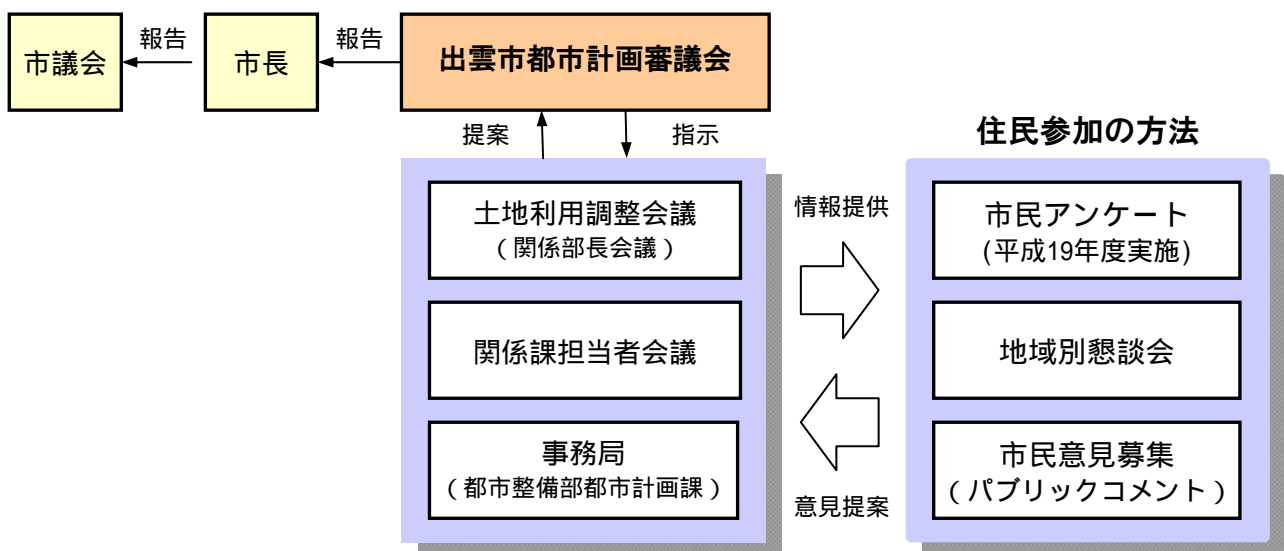 市議会
報告
市長
報告
出雲市都市計画審議会
提案
指示
土地利用調整会議
（関係部長会議）
関係課担当者会議
事務局
（都市整備部都市計画課）
情報提供
意見提案
住民参加の方法
市民アンケート
(平成19年度実施)
地域別懇談会
市民意見募集
（パブリックコメント）